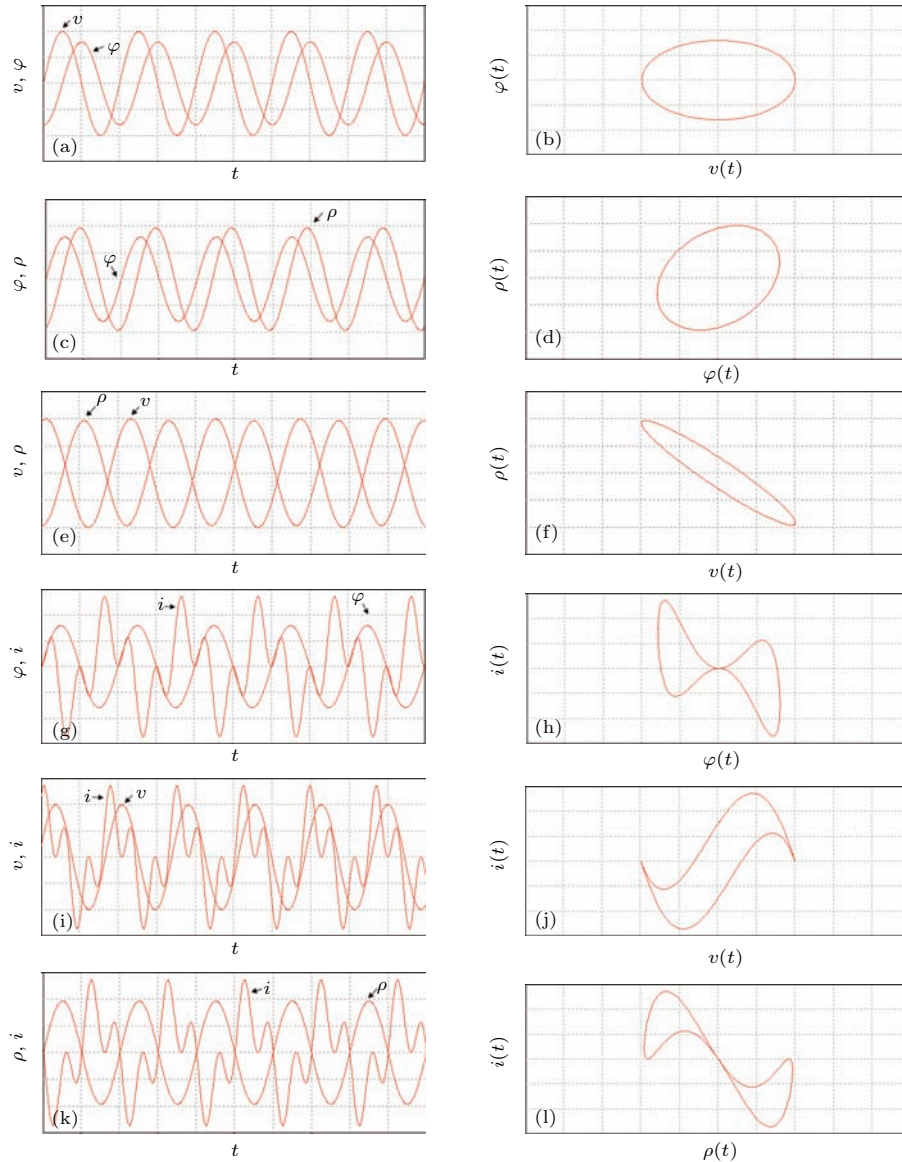 v
φ
v, φ
(a)
t
φ(t)
(b)
v(t)
ρ
φ
φ, ρ
(c)
t
ρ(t)
(d)
φ(t)
ρ
v
v, ρ
(e)
t
ρ(t)
(f)
v(t)
i
φ
φ, i
(g)
t
i(t)
(h)
φ(t)
i
v
v, i
(i)
t
i(t)
(j)
v(t)
i
ρ
ρ, i
(k)
t
i(t)
(l)
ρ(t)